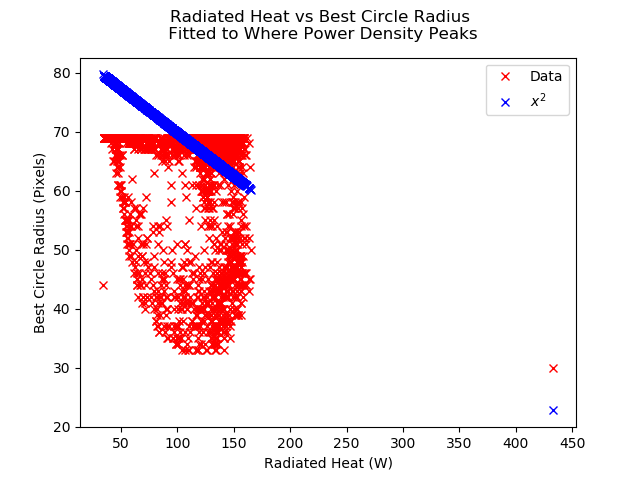 Radiated Heat vs Best Circle Radius
Fitted to Where Power Density Peaks
Data
x²
80
70
60
50
40
30
20
Best Circle Radius (Pixels)
50
100
150
200
250
300
350
400
450
Radiated Heat (W)